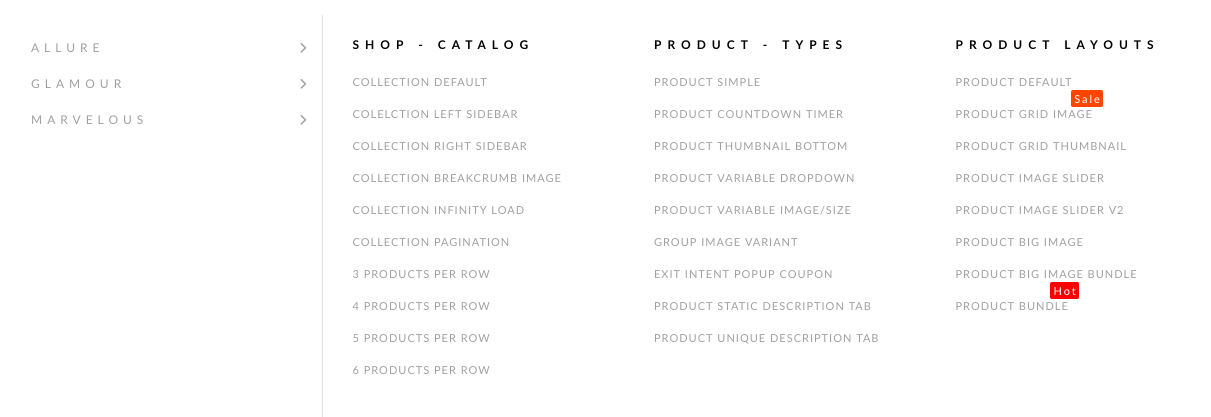 ALLURE
GLAMOUR
MARVELOUS
SHOP - CATALOG
COLLECTION DEFAULT
COLELCTION LEFT SIDEBAR
COLLECTION RIGHT SIDEBAR
COLLECTION BREAKCRUMB IMAGE
COLLECTION INFINITY LOAD
COLLECTION PAGINATION
3 PRODUCTS PER ROW
4 PRODUCTS PER ROW
5 PRODUCTS PER ROW
6 PRODUCTS PER ROW
PRODUCT - TYPES
PRODUCT SIMPLE
PRODUCT COUNTDOWN TIMER
PRODUCT THUMBNAIL BOTTOM
PRODUCT VARIABLE DROPDOWN
PRODUCT VARIABLE IMAGE/SIZE
GROUP IMAGE VARIANT
EXIT INTENT POPUP COUPON
PRODUCT STATIC DESCRIPTION TAB
PRODUCT UNIQUE DESCRIPTION TAB
PRODUCT LAYOUTS
PRODUCT DEFAULT
Sale
PRODUCT GRID IMAGE
PRODUCT GRID THUMBNAIL
PRODUCT IMAGE SLIDER
PRODUCT IMAGE SLIDER V2
PRODUCT BIG IMAGE
PRODUCT BIG IMAGE BUNDLE
Hot
PRODUCT BUNDLE